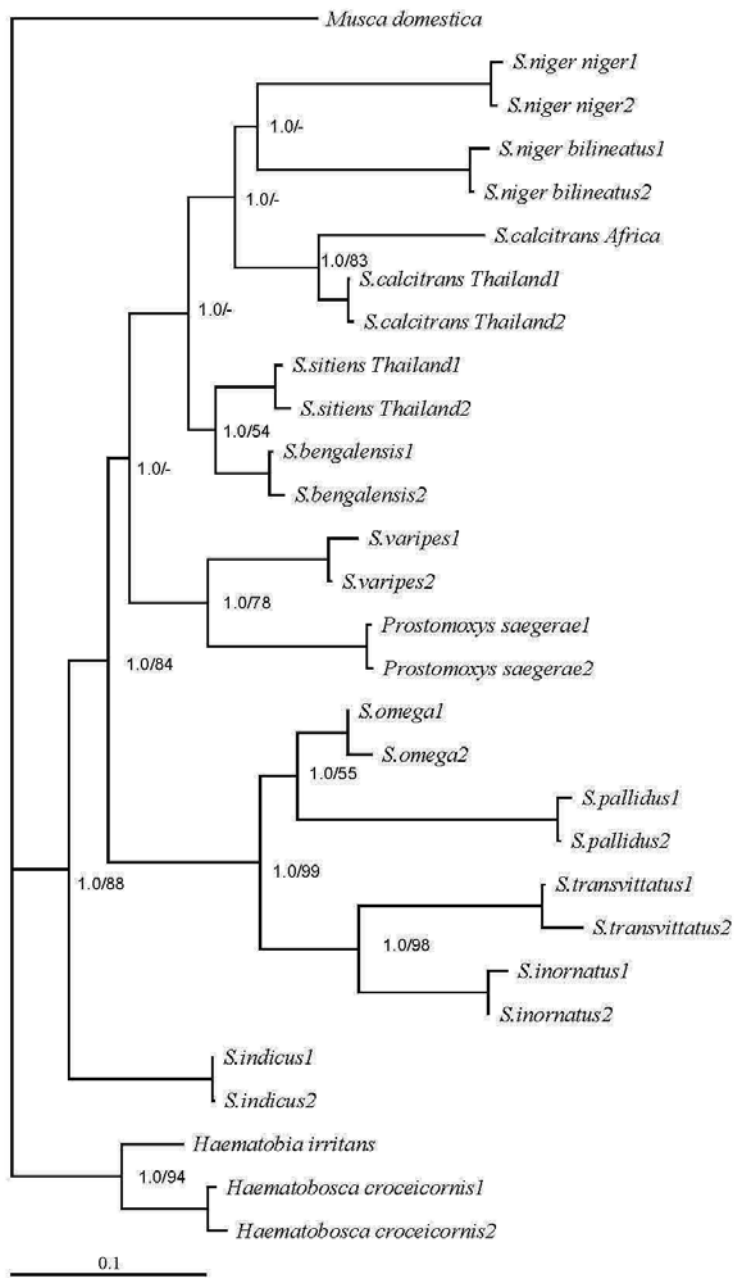 Musca domestica
S.niger niger1
S.niger niger2
1.0/-
S.niger bilineatus1
S.niger bilineatus2
1.0/-
S.calcitrans Africa
1.0/83
S.calcitrans Thailand1
1.0/-
S.calcitrans Thailand2
S.sitiens Thailand1
S.sitiens Thailand2
1.0/54
S.bengalensis1
1.0/-
S.bengalensis2
S.varipes1
S.varipes2
1.0/78
Prostomoxys saegerae1
1.0/84
Prostomoxys saegerae2
S.omega1
S.omega2
1.0/55
S.pallidus1
S.pallidus2
1.0/99
1.0/88
S.transvittatus1
S.transvittatus2
1.0/98
S.inornatus1
S.inornatus2
S.indicus1
S.indicus2
Haematobia irritans
1.0/94
Haematobosca croceicornis1
Haematobosca croceicornis2
0.1